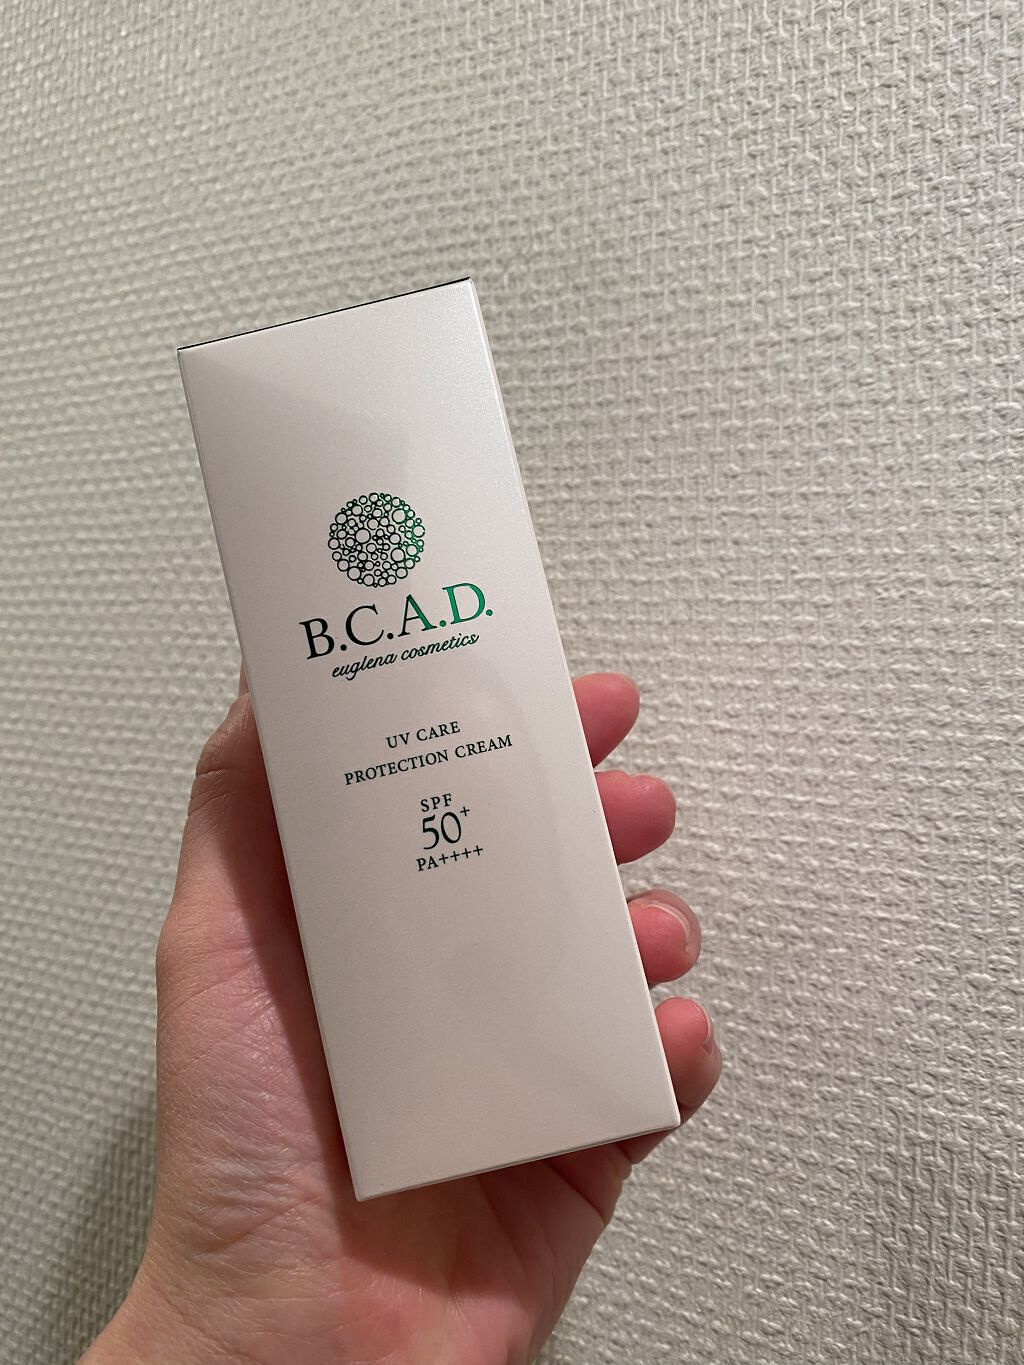 B.C.A.D.
euglena cosmetics
UV CARE
PROTECTION CREAM
SPF
50+
PA++++